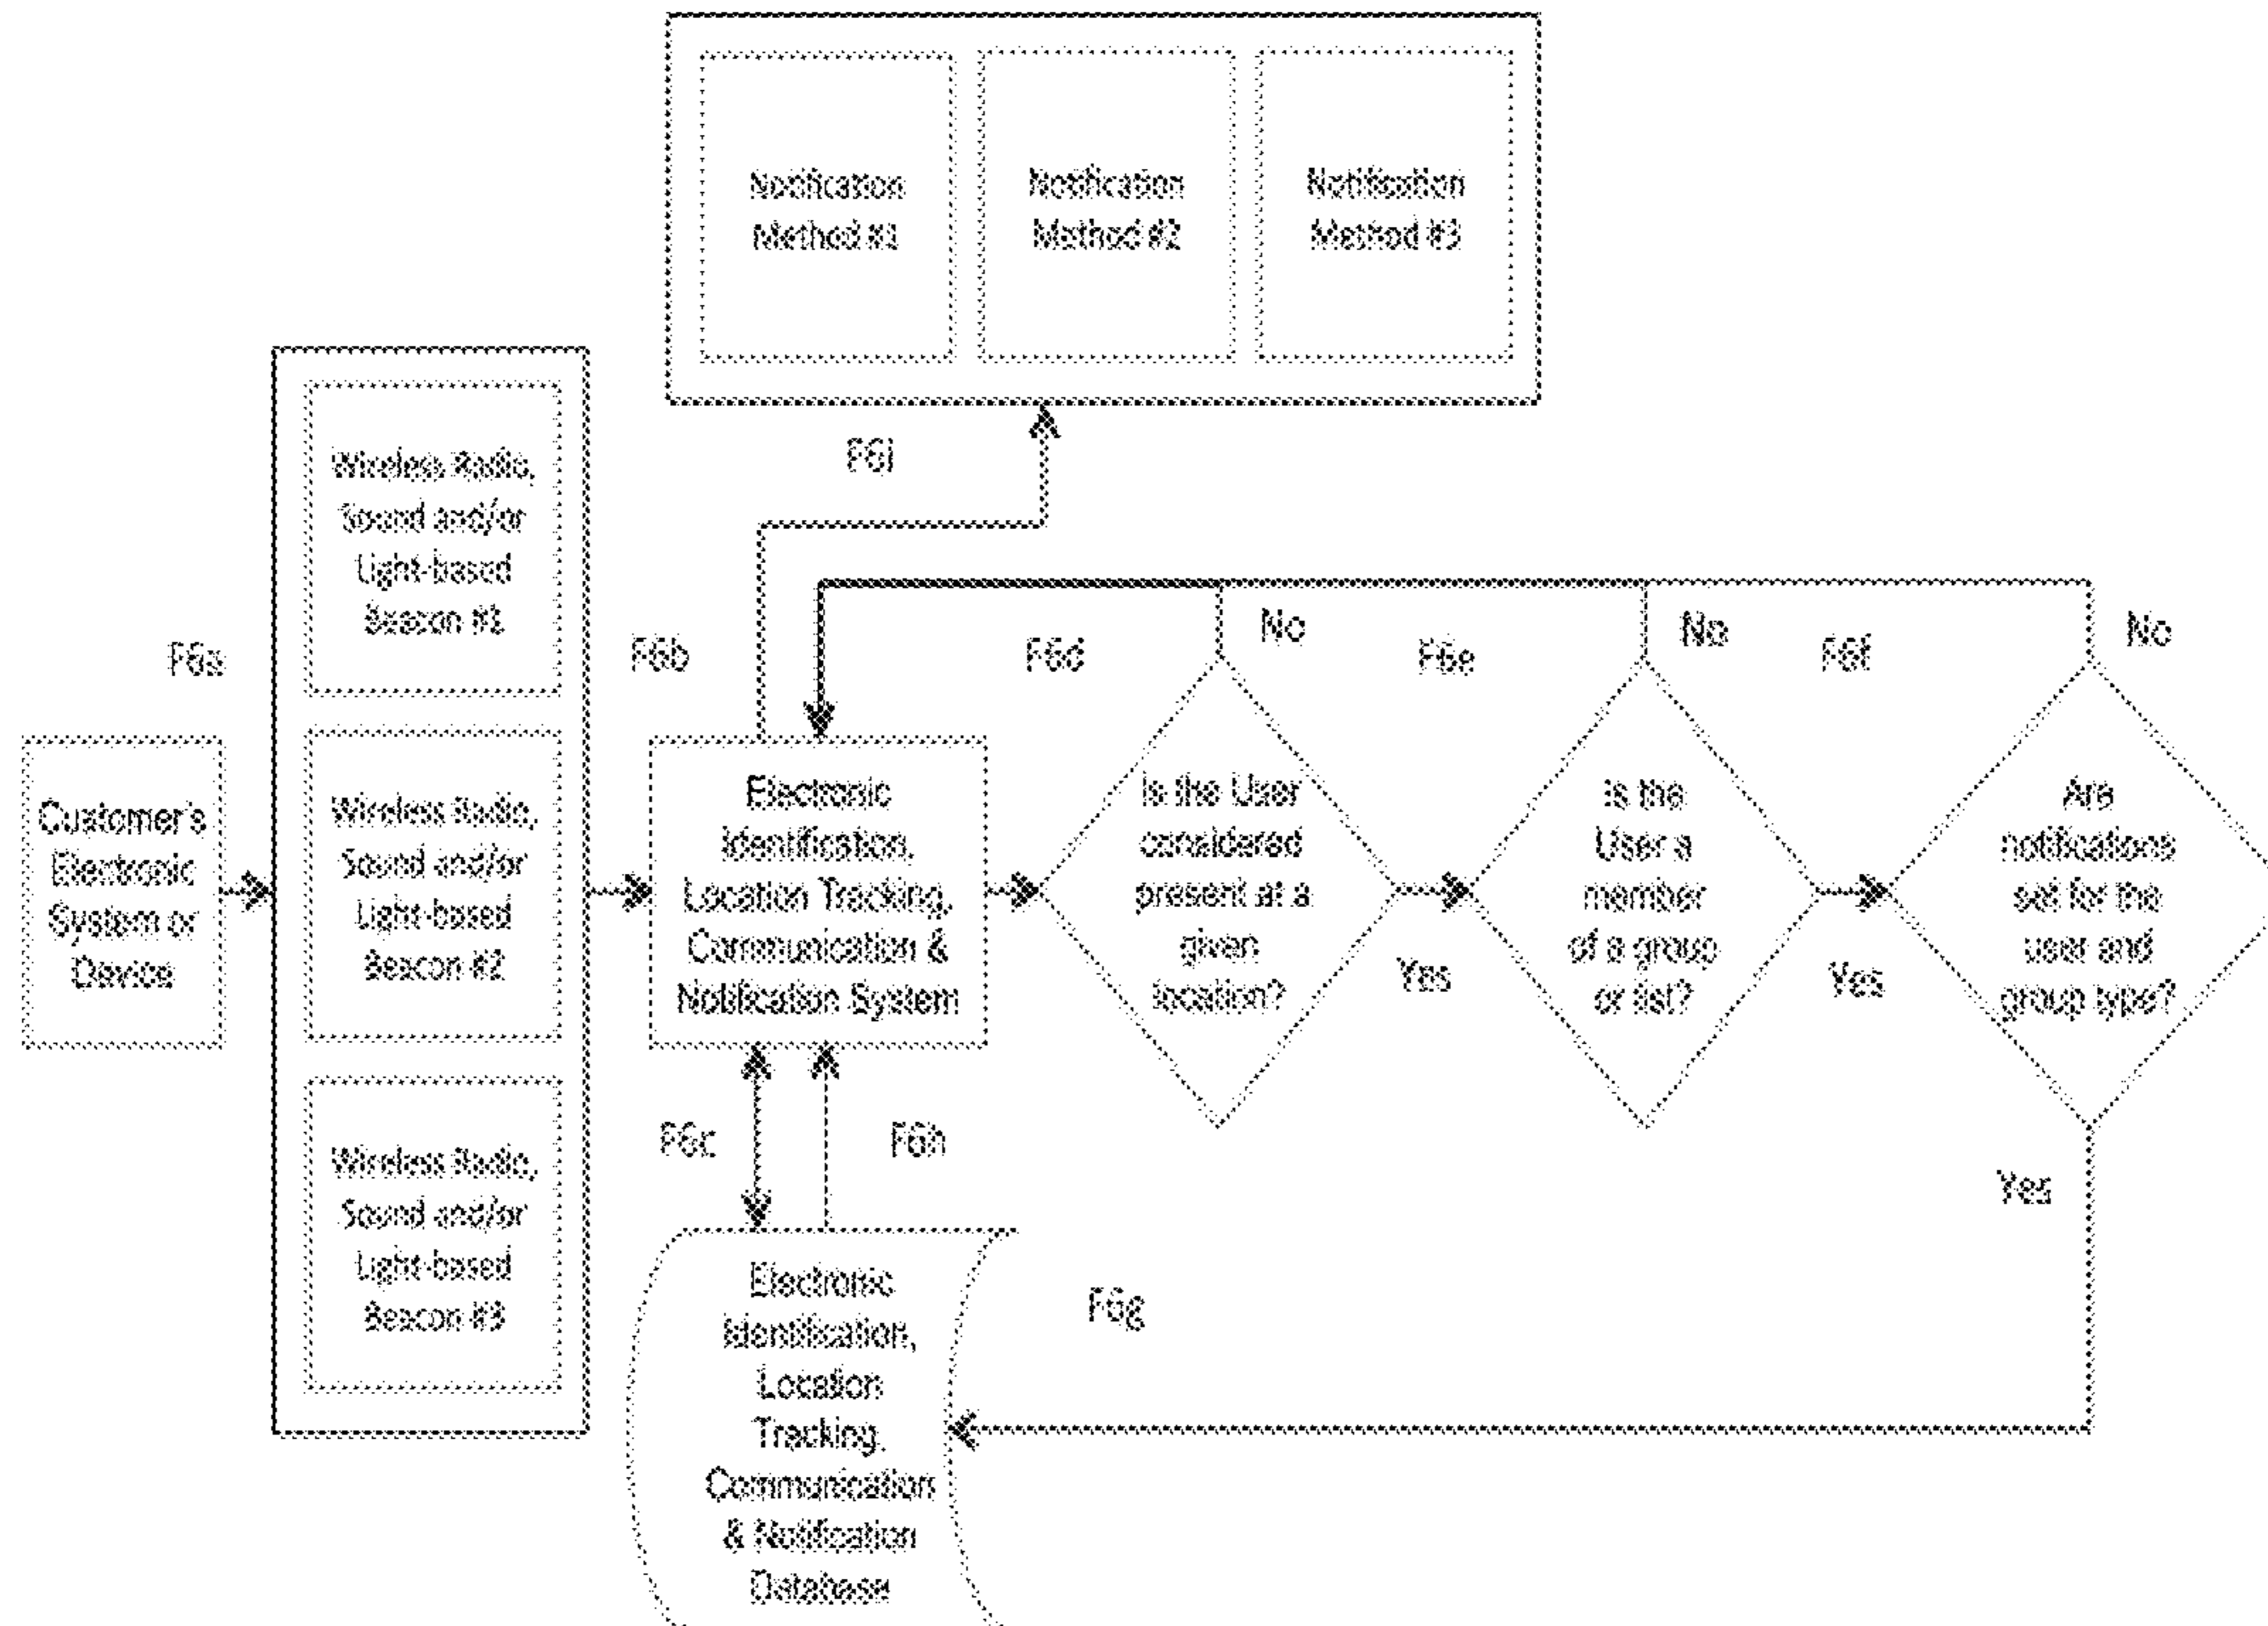 Notification
Method #1
Notification
Method #2
Notification
Method #3
F6i
Wireless Radio,
Sound and/or
Light-based
Beacon #1
F6a
F6b
F6d
No
F6e
No
F6f
No
Customer's
Electronic
System or
Device
Wireless Radio,
Sound and/or
Light-based
Beacon #2
Electronic
Identification,
Location Tracking,
Communication &
Notification System
Is the User
considered
present at a
given
location?
Yes
Is the
User a
member
of a group
or list?
Yes
Are
notifications
set for the
user and
group type?
Yes
F6c
F6h
Wireless Radio,
Sound and/or
Light-based
Beacon #3
Electronic
Identification,
Location
Tracking,
Communication
& Notification
Database
F6g